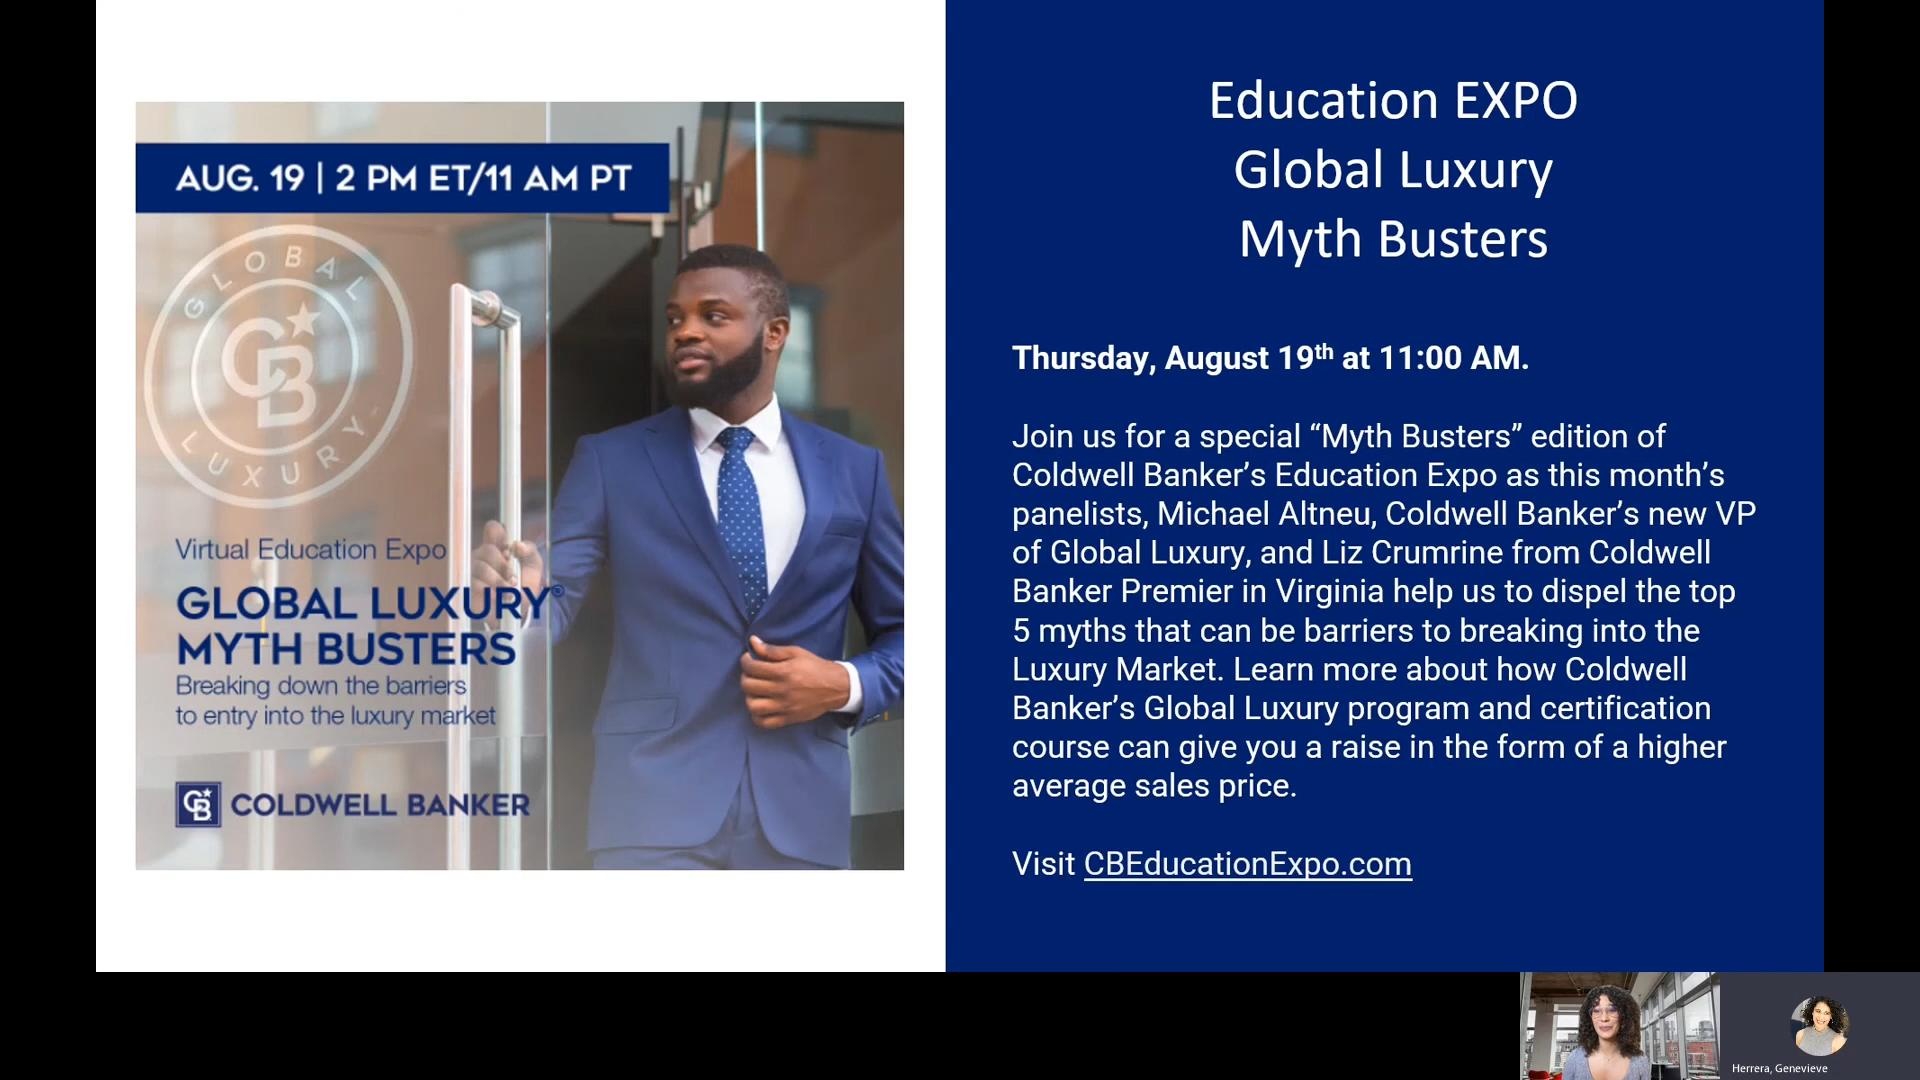 AUG. 19 | 2 PM ET/11 AM PT
GLOBAL
CB
LUXURY
Virtual Education Expo
GLOBAL LUXURY®
MYTH BUSTERS
Breaking down the barriers
to entry into the luxury market
CB COLDWELL BANKER
Education EXPO
Global Luxury
Myth Busters
Thursday, August 19th at 11:00 AM.
Join us for a special “Myth Busters” edition of
Coldwell Banker’s Education Expo as this month’s
panelists, Michael Altneu, Coldwell Banker’s new VP
of Global Luxury, and Liz Crumrine from Coldwell
Banker Premier in Virginia help us to dispel the top
5 myths that can be barriers to breaking into the
Luxury Market. Learn more about how Coldwell
Banker’s Global Luxury program and certification
course can give you a raise in the form of a higher
average sales price.
Visit CBEducationExpo.com
Herrera, Genevieve